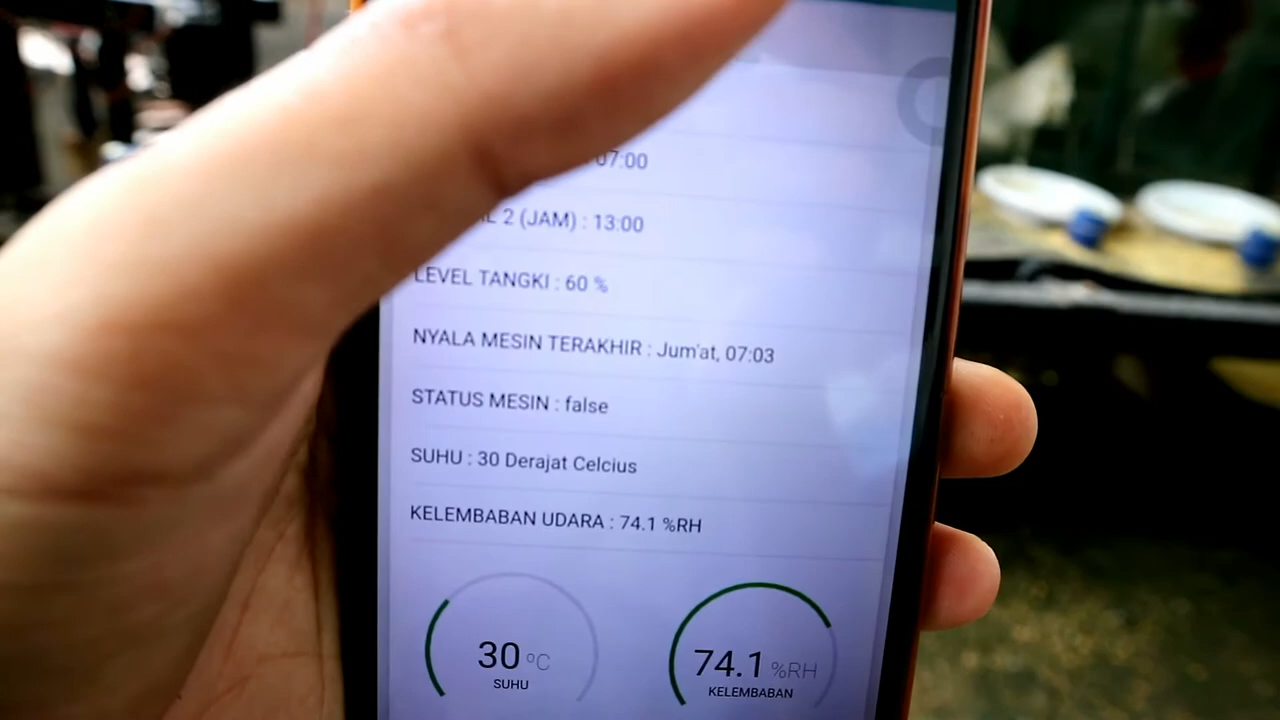 07:00
2 (JAM) : 13:00
LEVEL TANGKI : 60 %
NYALA MESIN TERAKHIR : Jum'at, 07:03
STATUS MESIN : false
SUHU : 30 Derajat Celcius
KELEMBABAN UDARA : 74.1 %RH
30 ºC
SUHU
74.1 %RH
KELEMBABAN